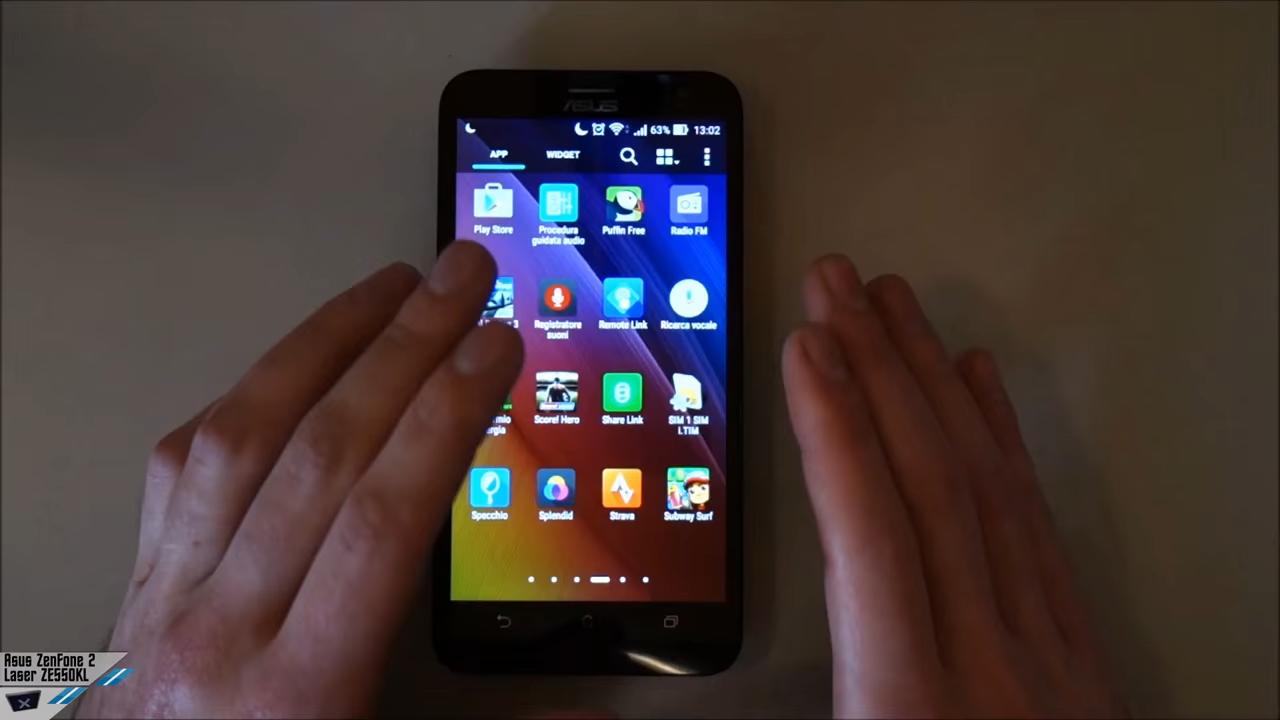 ASUS
63% 13:02
APP WIDGET
Play Store Procedura guidata audio Puffin Free Radio FM
3 Registratore suoni Remote Link Ricerca vocale
mio Score! Hero Share Link SIM 1 SIM I.TIM
Specchio Splendid Strava Subway Surf
Asus ZenFone 2
Laser ZE550KL